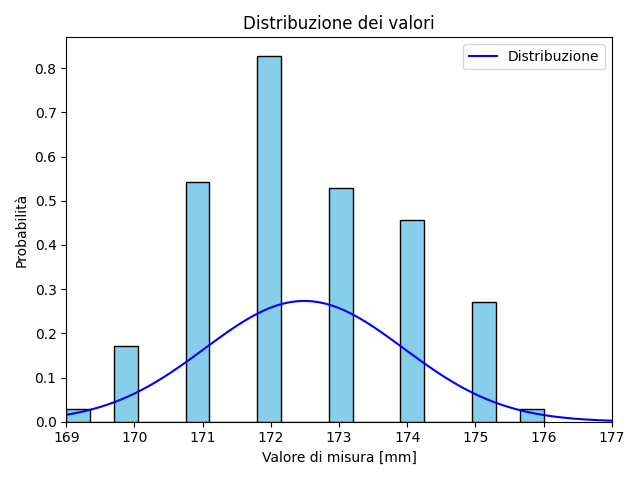 Distribuzione dei valori
Distribuzione
Probabilità
0.8
0.7
0.6
0.5
0.4
0.3
0.2
0.1
0.0
169 170 171 172 173 174 175 176 177
Valore di misura [mm]